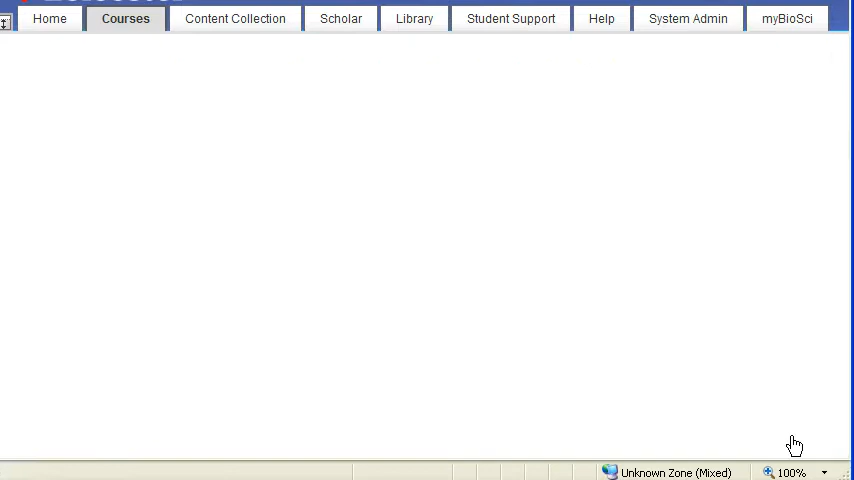 Home Courses Content Collection Scholar Library Student Support Help System Admin myBioSci
Unknown Zone (Mixed) 100%